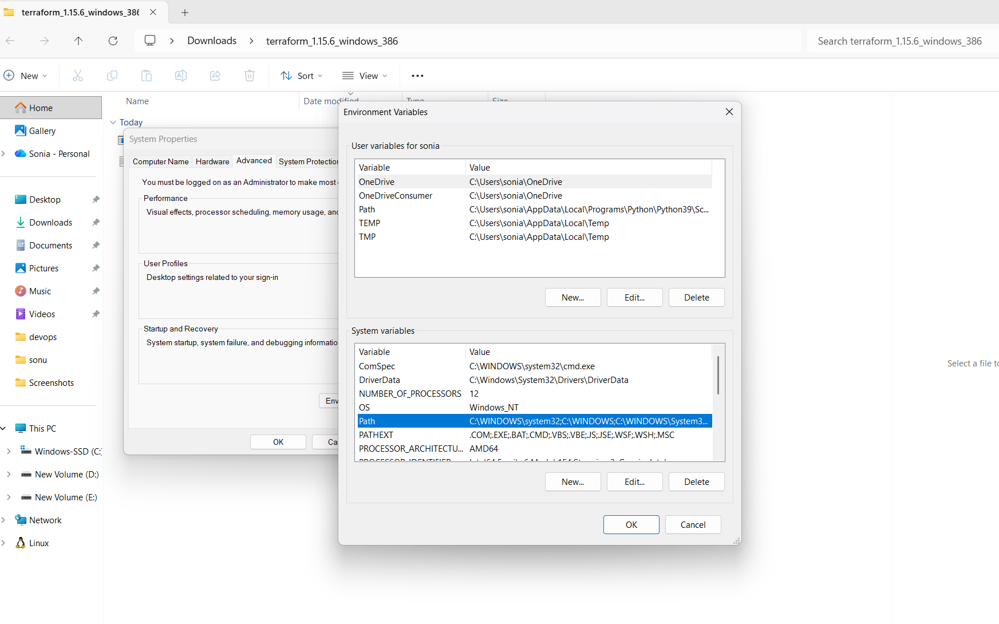 terraform_1.15.6_windows_386
Downloads
terraform_1.15.6_windows_386
Search terraform_1.15.6_windows_386
New
Sort
View
Home
Gallery
Sonia - Personal
Desktop
Downloads
Documents
Pictures
Music
Videos
devops
sonu
Screenshots
This PC
Windows-SSD (C:)
New Volume (D:)
New Volume (E:)
Network
Linux
Name
Date modified
Type
Size
Today
System Properties
Computer Name
Hardware
Advanced
System Protection
You must be logged on as an Administrator to make most
Performance
Visual effects, processor scheduling, memory usage, and
User Profiles
Desktop settings related to your sign-in
Startup and Recovery
System startup, system failure, and debugging informatio
Env
OK
Ca
Environment Variables
User variables for sonia
Variable Value
OneDrive C:\Users\sonia\OneDrive
OneDriveConsumer C:\Users\sonia\OneDrive
Path C:\Users\sonia\AppData\Local\Programs\Python\Python39\Sc...
TEMP C:\Users\sonia\AppData\Local\Temp
TMP C:\Users\sonia\AppData\Local\Temp
New...
Edit...
Delete
System variables
Variable Value
ComSpec C:\WINDOWS\system32\cmd.exe
DriverData C:\Windows\System32\Drivers\DriverData
NUMBER_OF_PROCESSORS 12
OS Windows_NT
Path C:\WINDOWS\system32;C:\WINDOWS;C:\WINDOWS\System3...
PATHEXT .COM;.EXE;.BAT;.CMD;.VBS;.VBE;.JS;.JSE;.WSF;.WSH;.MSC
PROCESSOR_ARCHITECTU... AMD64
New...
Edit...
Delete
OK
Cancel
Select a file to